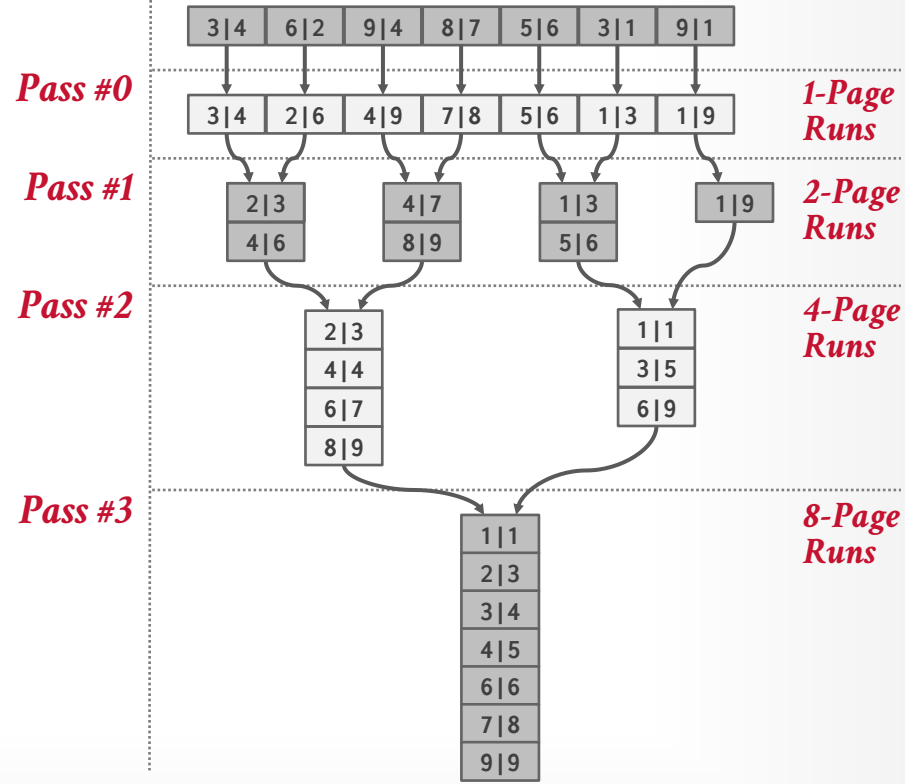 3|4 6|2 9|4 8|7 5|6 3|1 9|1
Pass #0
3|4 2|6 4|9 7|8 5|6 1|3 1|9
1-Page
Runs
Pass #1
2|3 4|7 1|3 1|9
4|6 8|9 5|6
2-Page
Runs
Pass #2
2|3 1|1
4|4 3|5
6|7 6|9
8|9
4-Page
Runs
Pass #3
1|1
2|3
3|4
4|5
6|6
7|8
9|9
8-Page
Runs